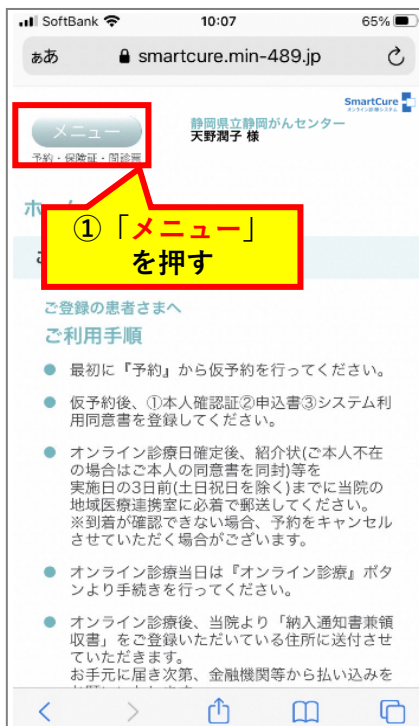 SoftBank 10:07 65%
ぁあ smartcure.min-489.jp
SmartCure
オンライン診療システム
メニュー
静岡県立静岡がんセンター
天野潤子 様
予約・保険証・問診票
ホ
①「メニュー」
を押す
ご登録の患者さまへ
ご利用手順
● 最初に『予約』から仮予約を行ってください。
● 仮予約後、①本人確認証②申込書③システム利
用同意書を登録してください。
● オンライン診療日確定後、紹介状(ご本人不在
の場合はご本人の同意書を同封)等を
実施日の3日前(土日祝日を除く)までに当院の
地域医療連携室に必着で郵送してください。
※到着が確認できない場合、予約をキャンセル
させていただく場合がございます。
● オンライン診療当日は『オンライン診療』ボタ
ンより手続きを行ってください。
● オンライン診療後、当院より「納入通知書兼領
収書」をご登録いただいている住所に送付させ
ていただきます。
お手元に届き次第、金融機関等から払い込みを